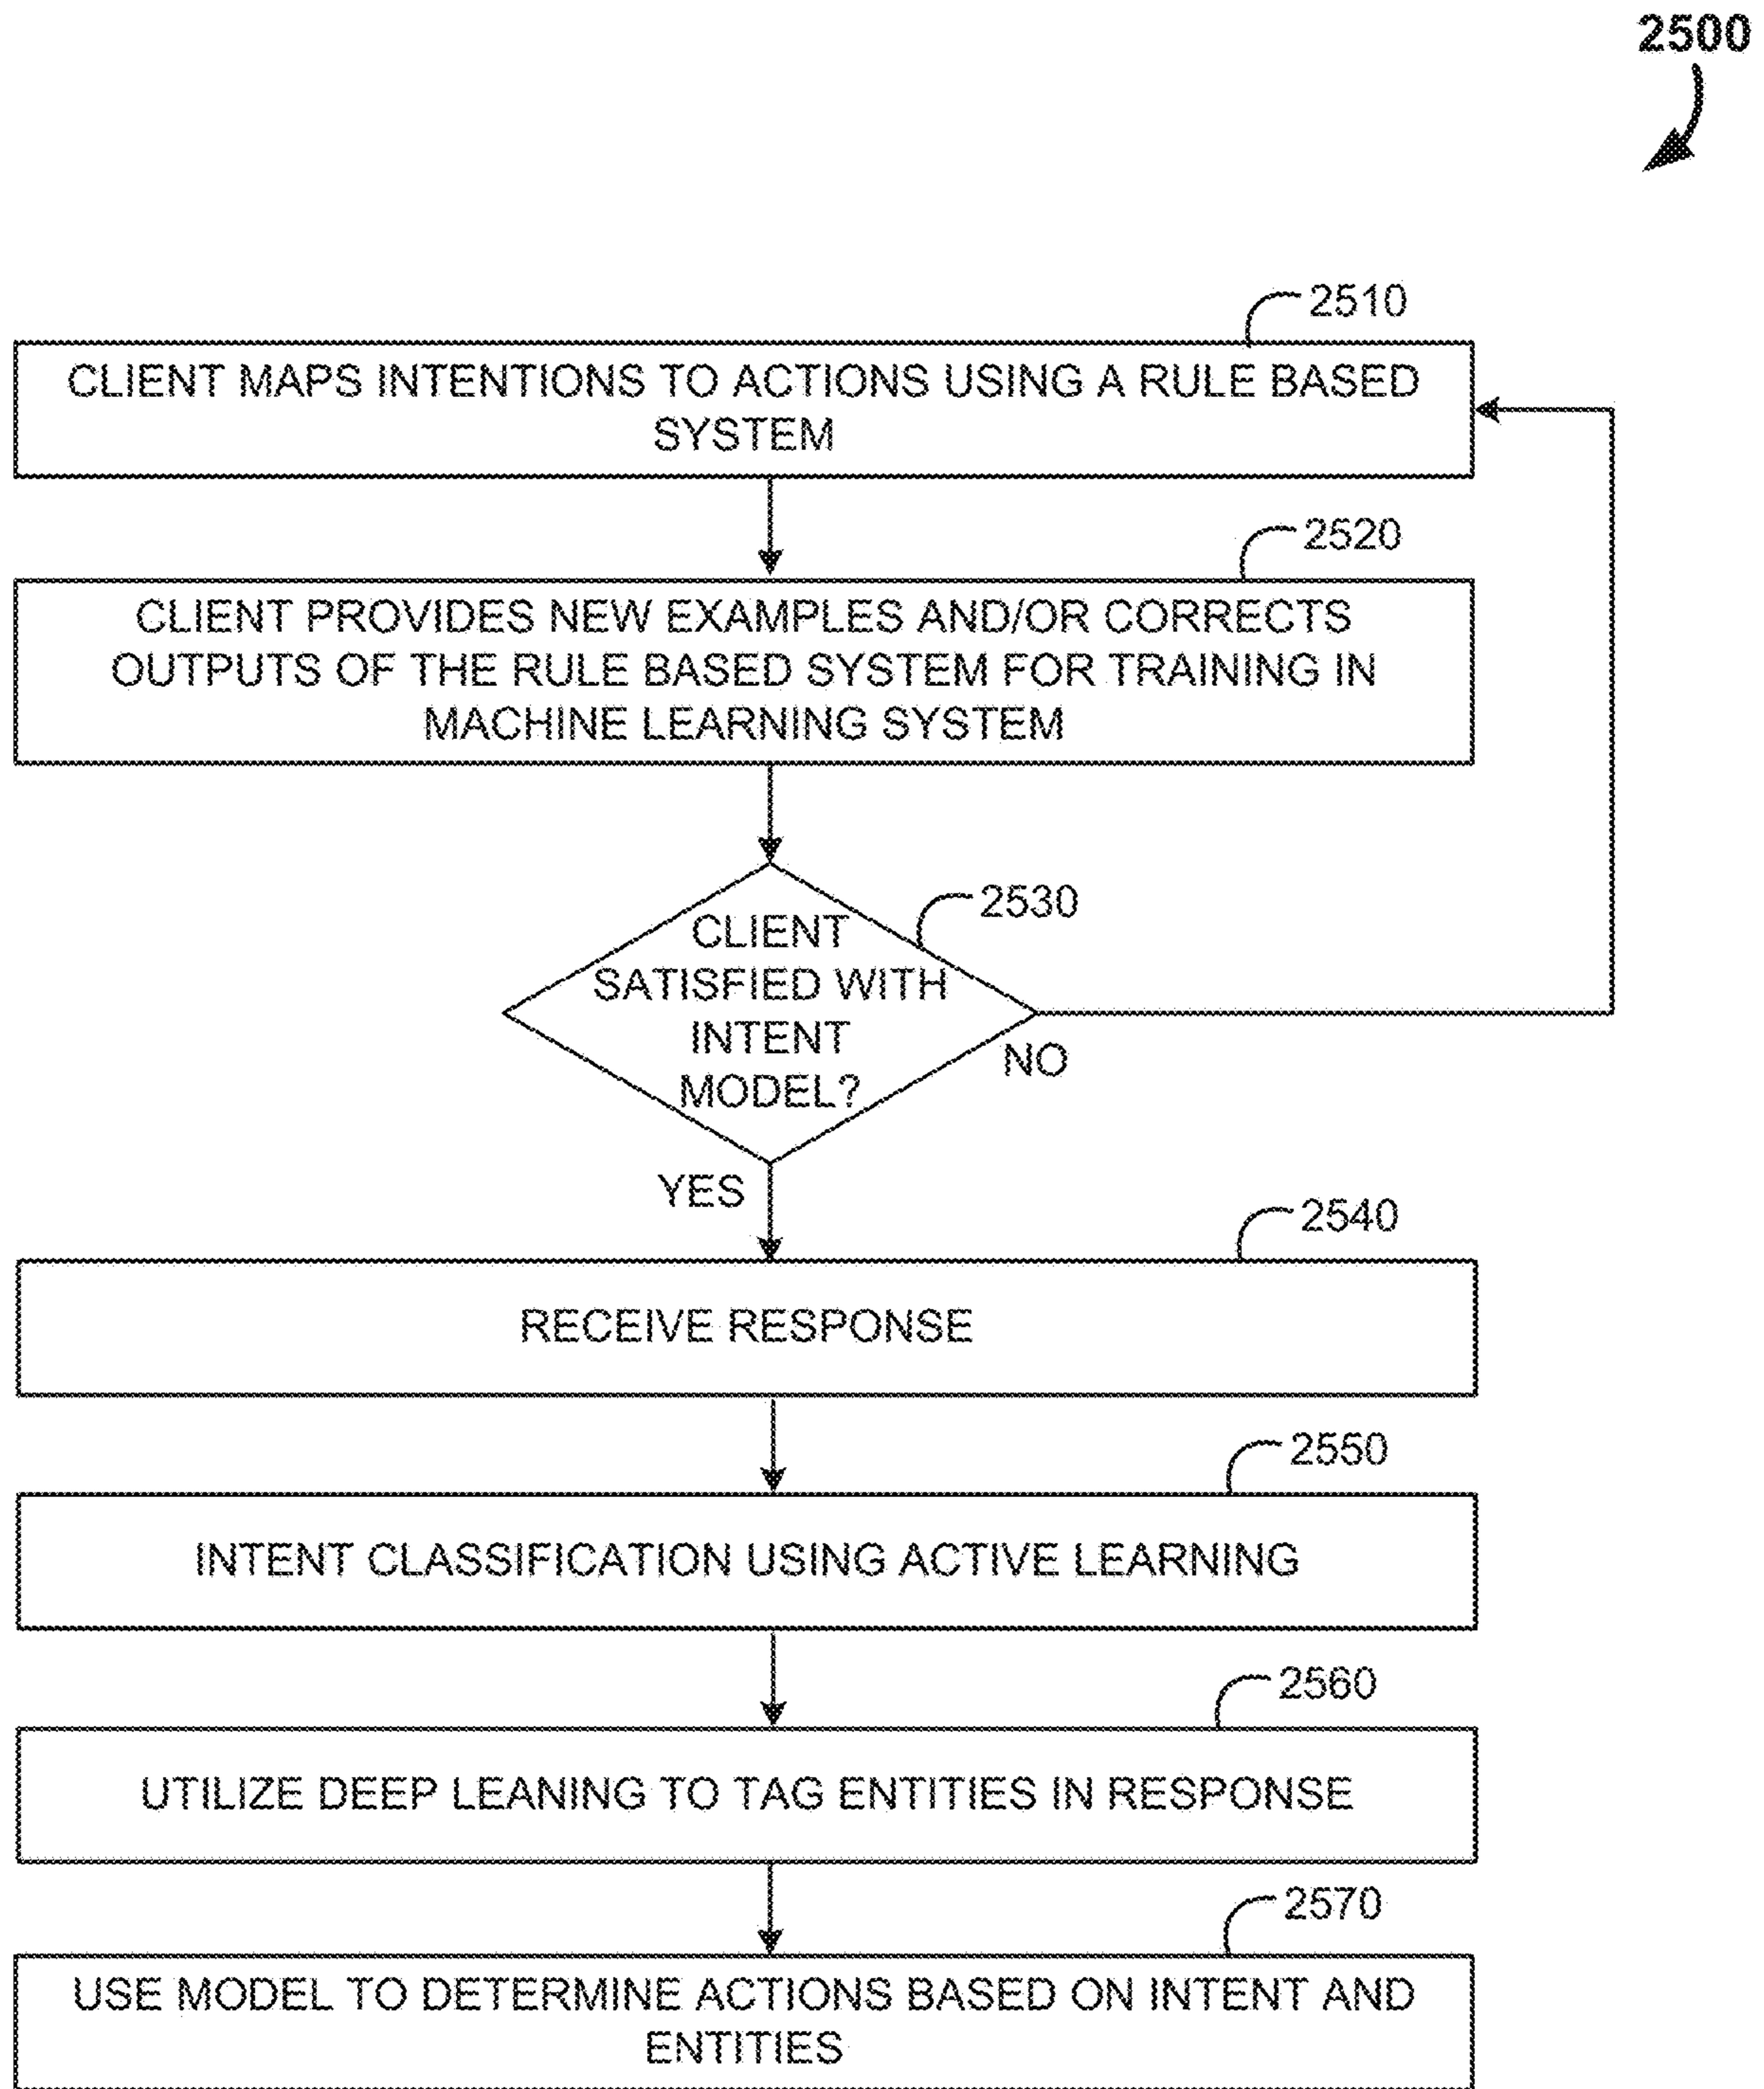 2500
2510
CLIENT MAPS INTENTIONS TO ACTIONS USING A RULE BASED
SYSTEM
2520
CLIENT PROVIDES NEW EXAMPLES AND/OR CORRECTS
OUTPUTS OF THE RULE BASED SYSTEM FOR TRAINING IN
MACHINE LEARNING SYSTEM
2530
CLIENT
SATISFIED WITH
INTENT
MODEL?
NO
YES
2540
RECEIVE RESPONSE
2550
INTENT CLASSIFICATION USING ACTIVE LEARNING
2560
UTILIZE DEEP LEANING TO TAG ENTITIES IN RESPONSE
2570
USE MODEL TO DETERMINE ACTIONS BASED ON INTENT AND
ENTITIES